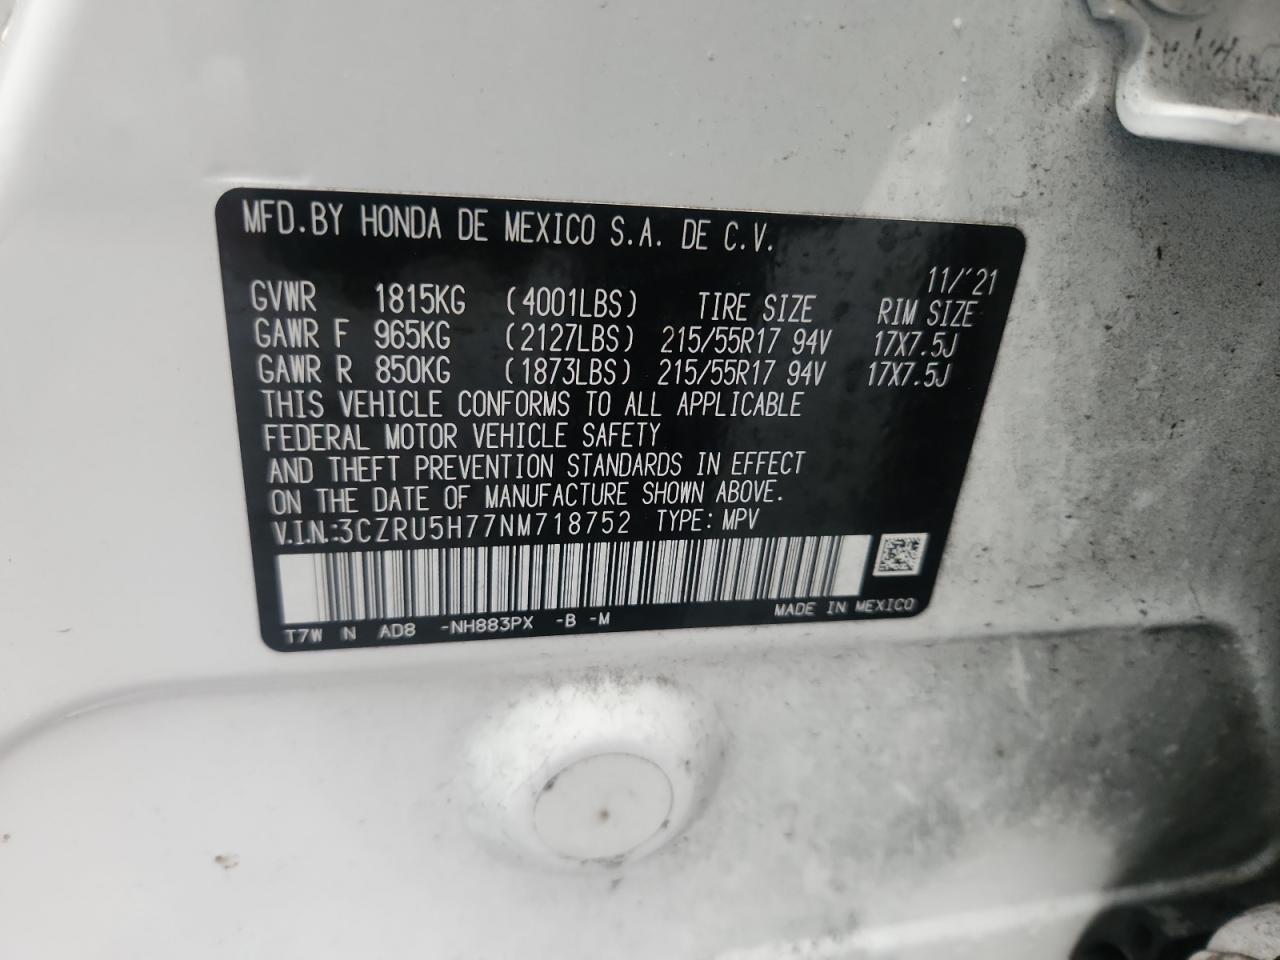 MFD.BY HONDA DE MEXICO S.A. DE C.V.
11/'21
GVWR 1815KG (4001LBS) TIRE SIZE RIM SIZE
GAWR F 965KG (2127LBS) 215/55R17 94V 17X7.5J
GAWR R 850KG (1873LBS) 215/55R17 94V 17X7.5J
THIS VEHICLE CONFORMS TO ALL APPLICABLE
FEDERAL MOTOR VEHICLE SAFETY
AND THEFT PREVENTION STANDARDS IN EFFECT
ON THE DATE OF MANUFACTURE SHOWN ABOVE.
V.I.N.:3CZRU5H77NM718752 TYPE: MPV
MADE IN MEXICO
T7W N AD8 -NH883PX -B -M